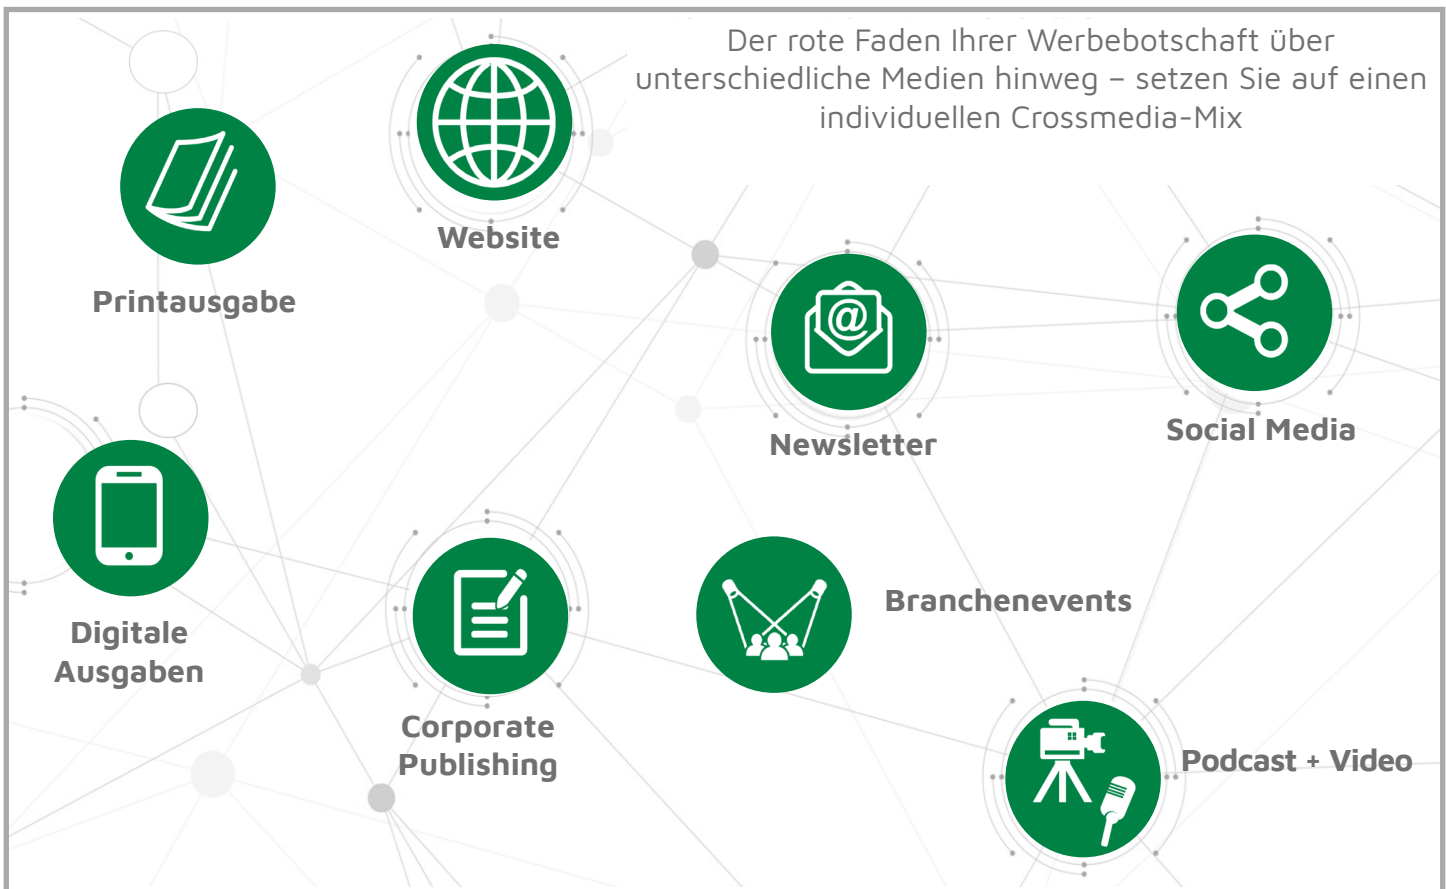 Der rote Faden Ihrer Werbebotschaft über
unterschiedliche Medien hinweg – setzen Sie auf einen
individuellen Crossmedia-Mix
Website
Printausgabe
Newsletter
Social Media
Digitale
Ausgaben
Branchenevents
Corporate
Publishing
Podcast + Video